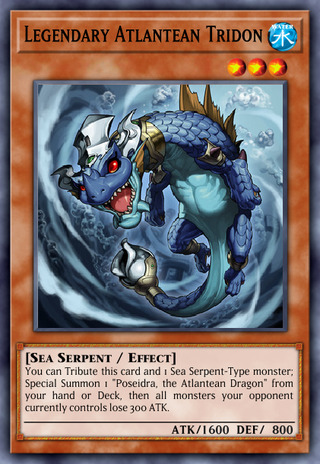 Legendary Atlantean Tridon
WATER
水
[Sea Serpent / Effect]
You can Tribute this card and 1 Sea Serpent-Type monster;
Special Summon 1 "Poseidra, the Atlantean Dragon" from
your hand or Deck, then all monsters your opponent
currently controls lose 300 ATK.
ATK/1600 DEF/ 800